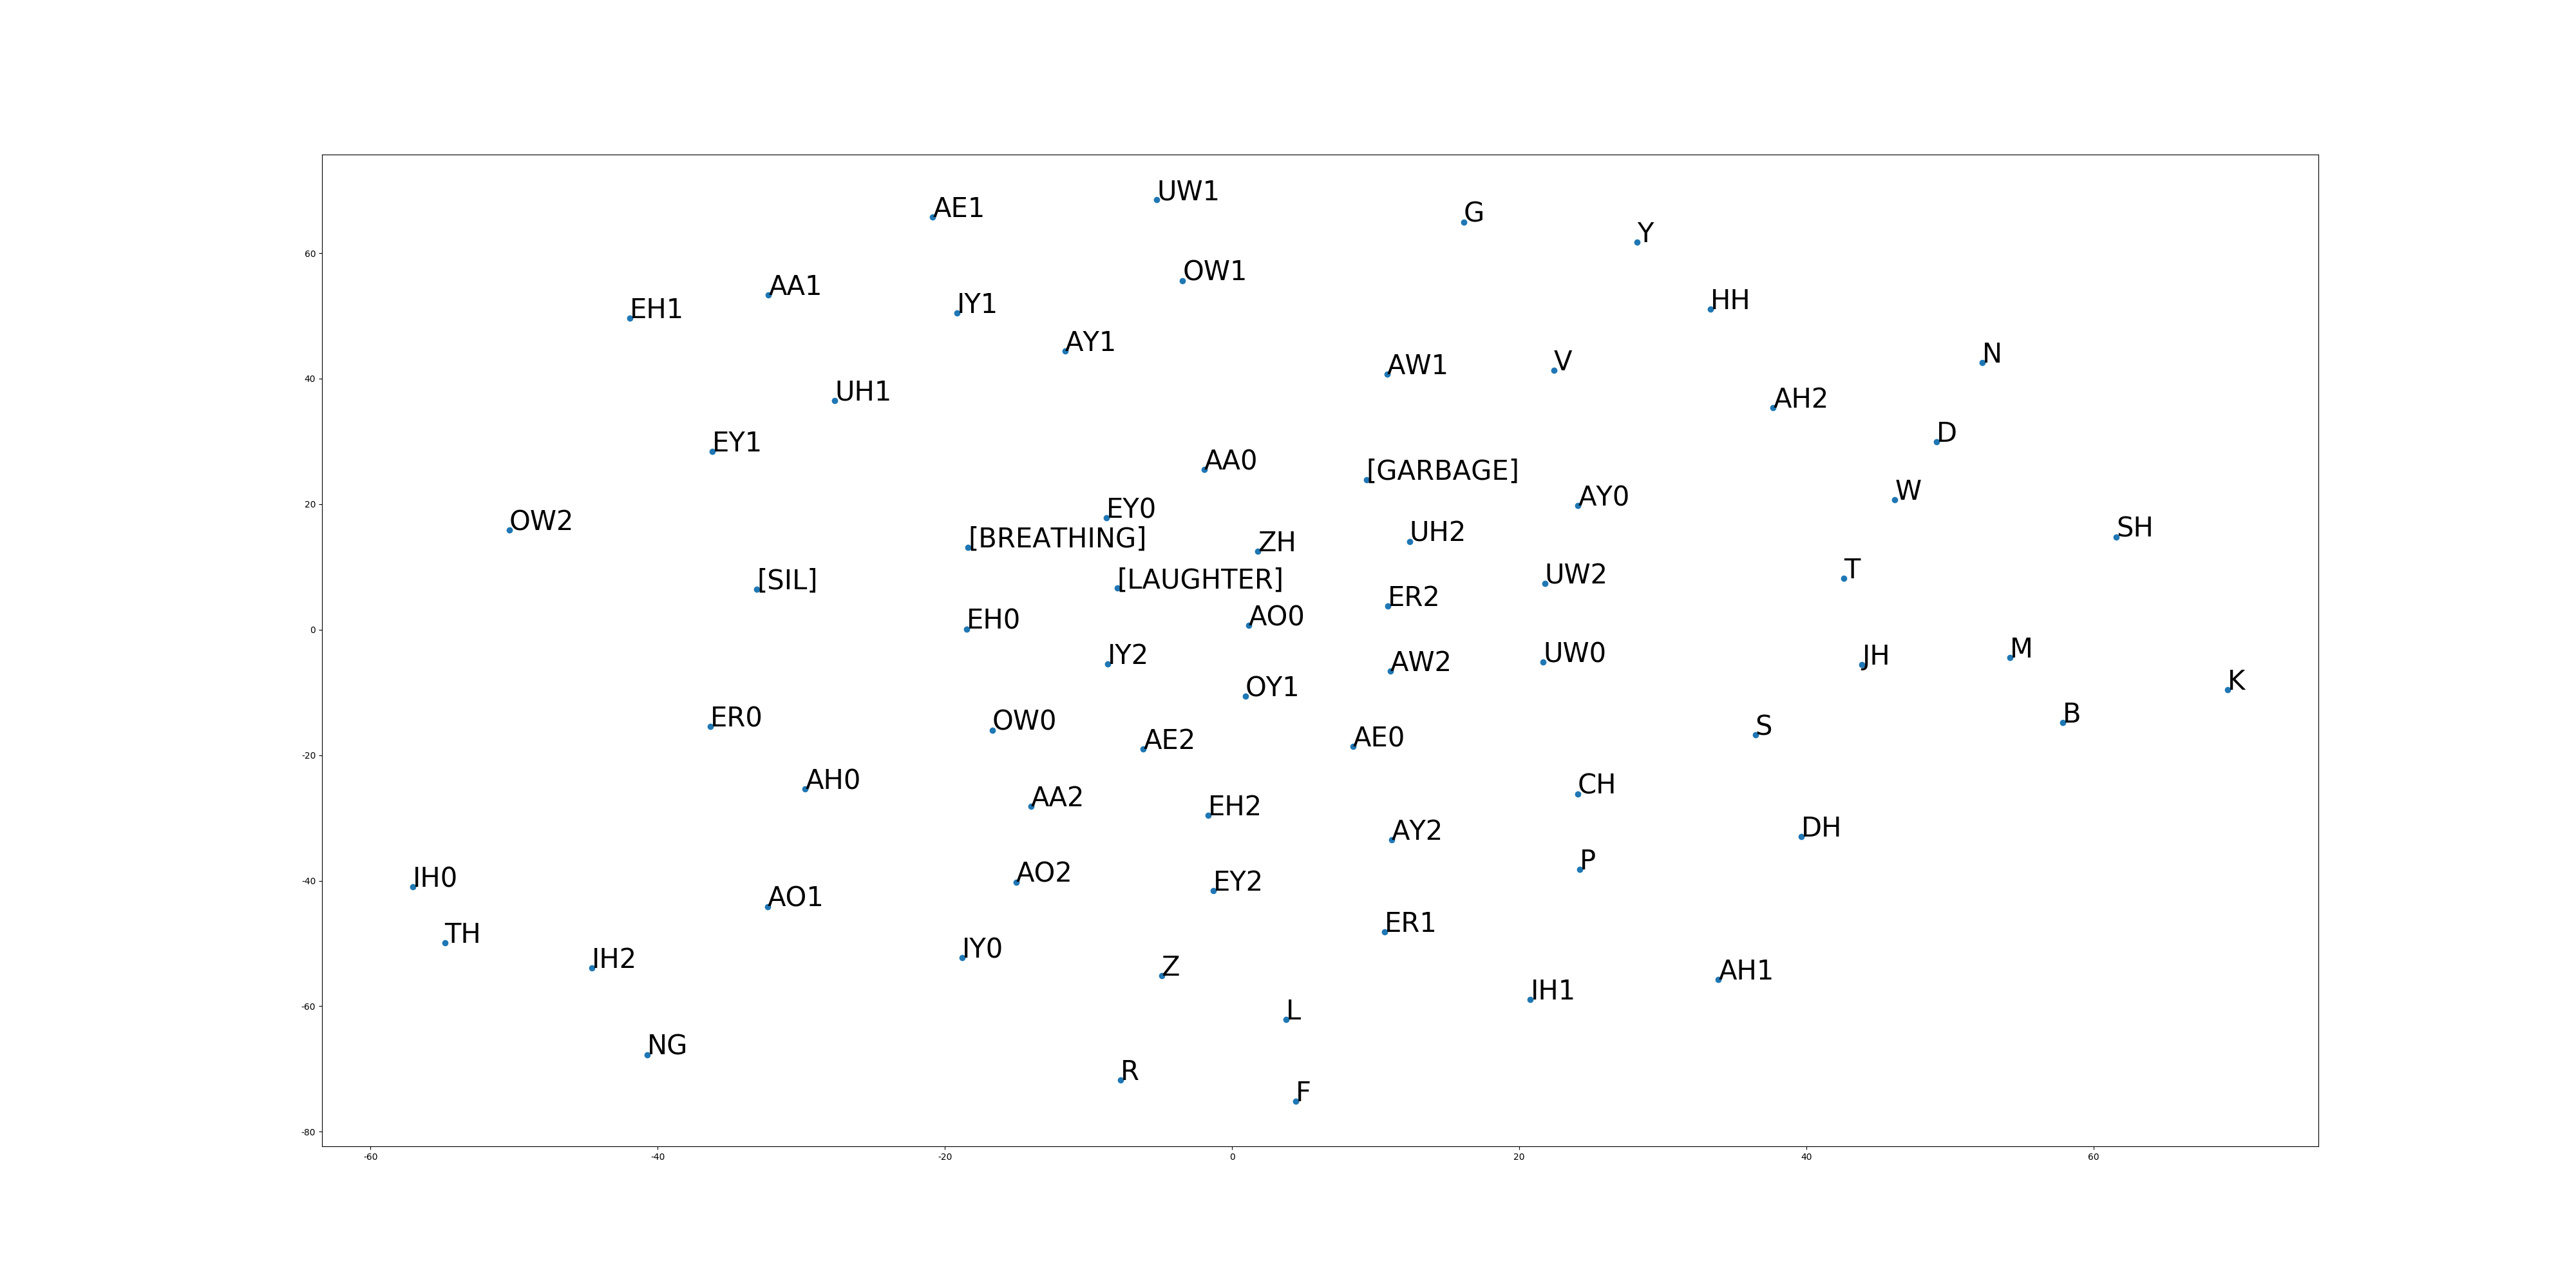 UW1
AE1
G
Y
OW1
60
AA1
HH
IY1
EH1
AY1
N
V
AW1
40
AH2
UH1
D
EY1
AA0
[GARBAGE]
W
AY0
20
EY0
OW2
SH
UH2
[BREATHING]
ZH
T
UW2
[LAUGHTER]
[SIL]
ER2
AO0
EH0
0
M
UW0
IY2
JH
AW2
K
OY1
B
ER0
OW0
S
AE0
AE2
-20
AH0
CH
AA2
EH2
DH
AY2
P
AO2
IH0
EY2
-40
AO1
ER1
TH
IY0
IH2
Z
AH1
IH1
-60
L
NG
R
F
-80
-60 -40 -20 0 20 40 60